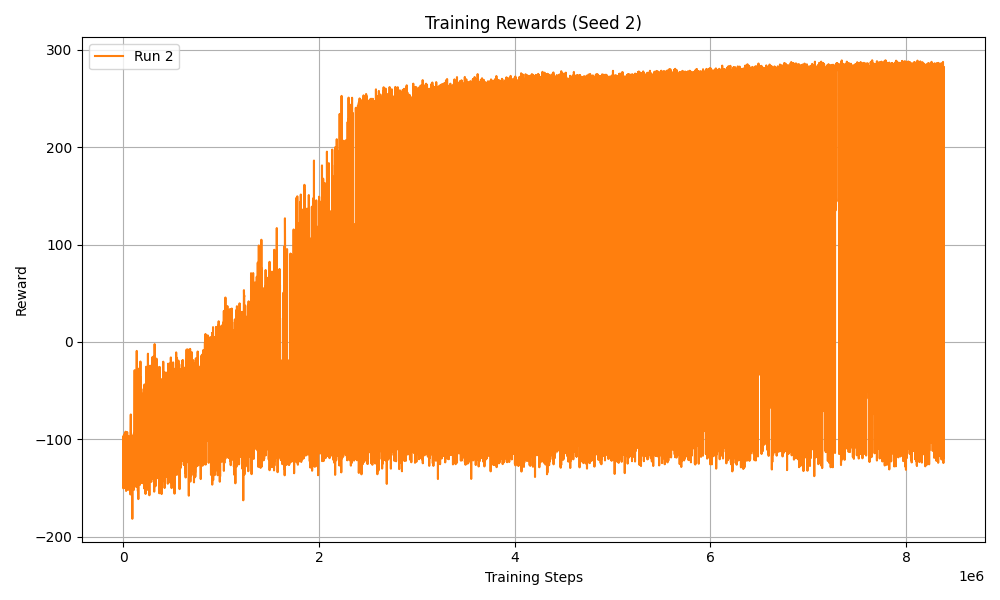 Training Rewards (Seed 2)
Run 2
300
200
100
0
−100
−200
Reward
0
2
4
6
8
1e6
Training Steps